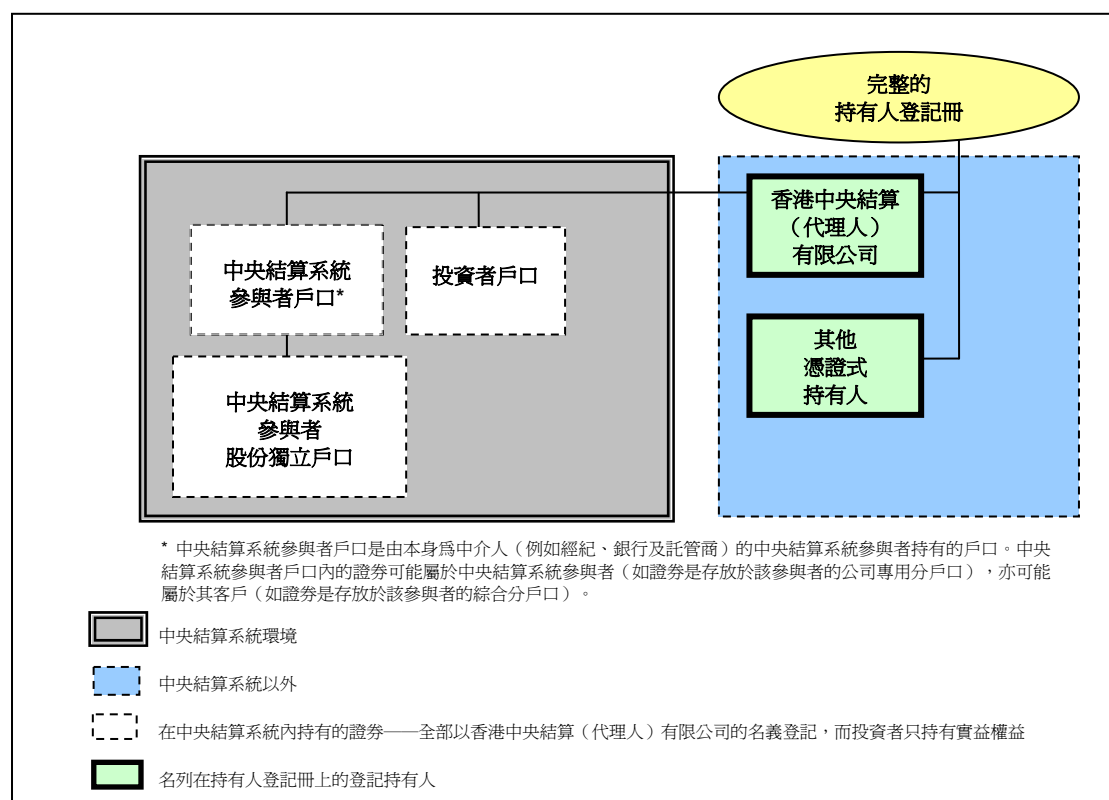 完整的
持有人登記冊
香港中央結算
（代理人）
有限公司
中央結算系統
參與者戶口*
投資者戶口
其他
憑證式
持有人
中央結算系統
參與者
股份獨立戶口
* 中央結算系統參與者戶口是由本身爲中介人（例如經紀、銀行及託管商）的中央結算系統參與者持有的戶口。中央
結算系統參與者戶口內的證券可能屬於中央結算系統參與者（如證券是存放於該參與者的公司專用分戶口），亦可能
屬於其客戶（如證券是存放於該參與者的綜合分戶口）。
中央結算系統環境
中央結算系統以外
在中央結算系統內持有的證券——全部以香港中央結算（代理人）有限公司的名義登記，而投資者只持有實益權益
名列在持有人登記冊上的登記持有人